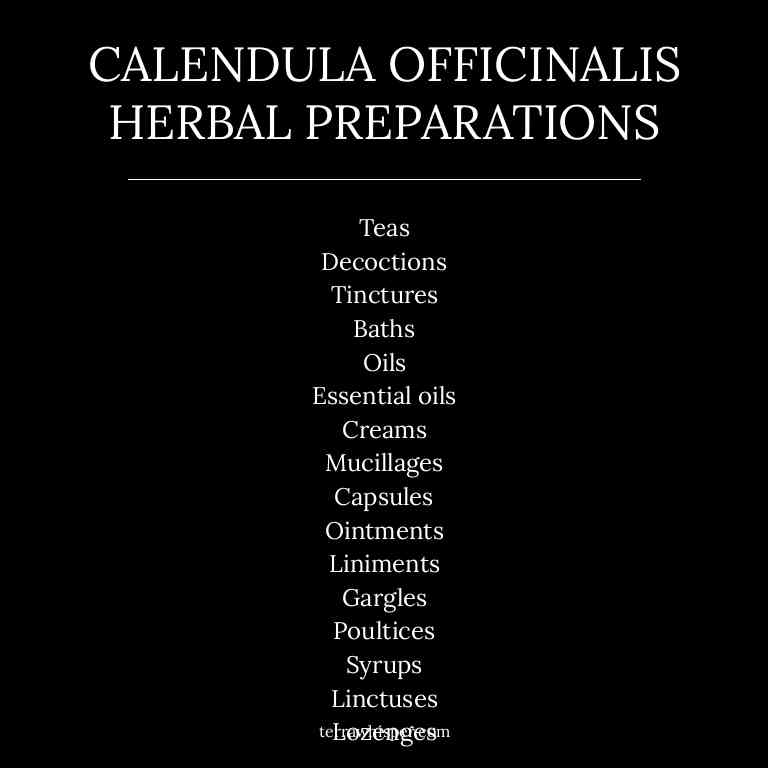 CALENDULA OFFICINALIS
HERBAL PREPARATIONS
Teas
Decoctions
Tinctures
Baths
Oils
Essential oils
Creams
Mucillages
Capsules
Ointments
Liniments
Gargles
Poultices
Syrups
Linctuses
Lozenges